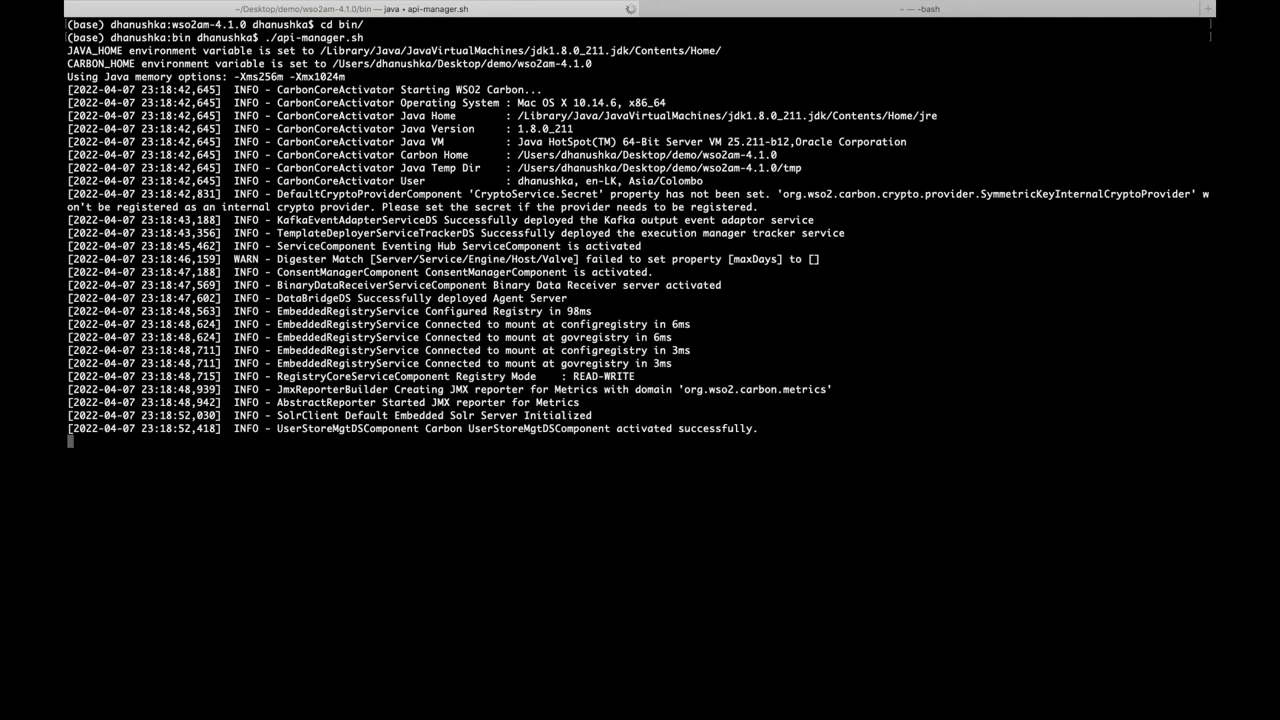 ~/Desktop/demo/wso2am-4.1.0/bin — java • api-manager.sh
~ — -bash
+
(base) dhanushka:wso2am-4.1.0 dhanushka$ cd bin/
(base) dhanushka:bin dhanushka$ ./api-manager.sh
JAVA_HOME environment variable is set to /Library/Java/JavaVirtualMachines/jdk1.8.0_211.jdk/Contents/Home/
CARBON_HOME environment variable is set to /Users/dhanushka/Desktop/demo/wso2am-4.1.0
Using Java memory options: -Xms256m -Xmx1024m
[2022-04-07 23:18:42,645]  INFO - CarbonCoreActivator Starting WSO2 Carbon...
[2022-04-07 23:18:42,645]  INFO - CarbonCoreActivator Operating System : Mac OS X 10.14.6, x86_64
[2022-04-07 23:18:42,645]  INFO - CarbonCoreActivator Java Home        : /Library/Java/JavaVirtualMachines/jdk1.8.0_211.jdk/Contents/Home/jre
[2022-04-07 23:18:42,645]  INFO - CarbonCoreActivator Java Version     : 1.8.0_211
[2022-04-07 23:18:42,645]  INFO - CarbonCoreActivator Java VM          : Java HotSpot(TM) 64-Bit Server VM 25.211-b12,Oracle Corporation
[2022-04-07 23:18:42,645]  INFO - CarbonCoreActivator Carbon Home      : /Users/dhanushka/Desktop/demo/wso2am-4.1.0
[2022-04-07 23:18:42,645]  INFO - CarbonCoreActivator Java Temp Dir    : /Users/dhanushka/Desktop/demo/wso2am-4.1.0/tmp
[2022-04-07 23:18:42,645]  INFO - CarbonCoreActivator User             : dhanushka, en-LK, Asia/Colombo
[2022-04-07 23:18:42,831]  INFO - DefaultCryptoProviderComponent 'CryptoService.Secret' property has not been set. 'org.wso2.carbon.crypto.provider.SymmetricKeyInternalCryptoProvider' w
on't be registered as an internal crypto provider. Please set the secret if the provider needs to be registered.
[2022-04-07 23:18:43,188]  INFO - KafkaEventAdapterServiceDS Successfully deployed the Kafka output event adaptor service
[2022-04-07 23:18:43,356]  INFO - TemplateDeployerServiceTrackerDS Successfully deployed the execution manager tracker service
[2022-04-07 23:18:45,462]  INFO - ServiceComponent Eventing Hub ServiceComponent is activated
[2022-04-07 23:18:46,159]  WARN - Digester Match [Server/Service/Engine/Host/Valve] failed to set property [maxDays] to []
[2022-04-07 23:18:47,188]  INFO - ConsentManagerComponent ConsentManagerComponent is activated.
[2022-04-07 23:18:47,569]  INFO - BinaryDataReceiverServiceComponent Binary Data Receiver server activated
[2022-04-07 23:18:47,602]  INFO - DataBridgeDS Successfully deployed Agent Server
[2022-04-07 23:18:48,563]  INFO - EmbeddedRegistryService Configured Registry in 98ms
[2022-04-07 23:18:48,624]  INFO - EmbeddedRegistryService Connected to mount at configregistry in 6ms
[2022-04-07 23:18:48,624]  INFO - EmbeddedRegistryService Connected to mount at govregistry in 6ms
[2022-04-07 23:18:48,711]  INFO - EmbeddedRegistryService Connected to mount at configregistry in 3ms
[2022-04-07 23:18:48,711]  INFO - EmbeddedRegistryService Connected to mount at govregistry in 3ms
[2022-04-07 23:18:48,715]  INFO - RegistryCoreServiceComponent Registry Mode    : READ-WRITE
[2022-04-07 23:18:48,939]  INFO - JmxReporterBuilder Creating JMX reporter for Metrics with domain 'org.wso2.carbon.metrics'
[2022-04-07 23:18:48,942]  INFO - AbstractReporter Started JMX reporter for Metrics
[2022-04-07 23:18:52,030]  INFO - SolrClient Default Embedded Solr Server Initialized
[2022-04-07 23:18:52,418]  INFO - UserStoreMgtDSComponent Carbon UserStoreMgtDSComponent activated successfully.